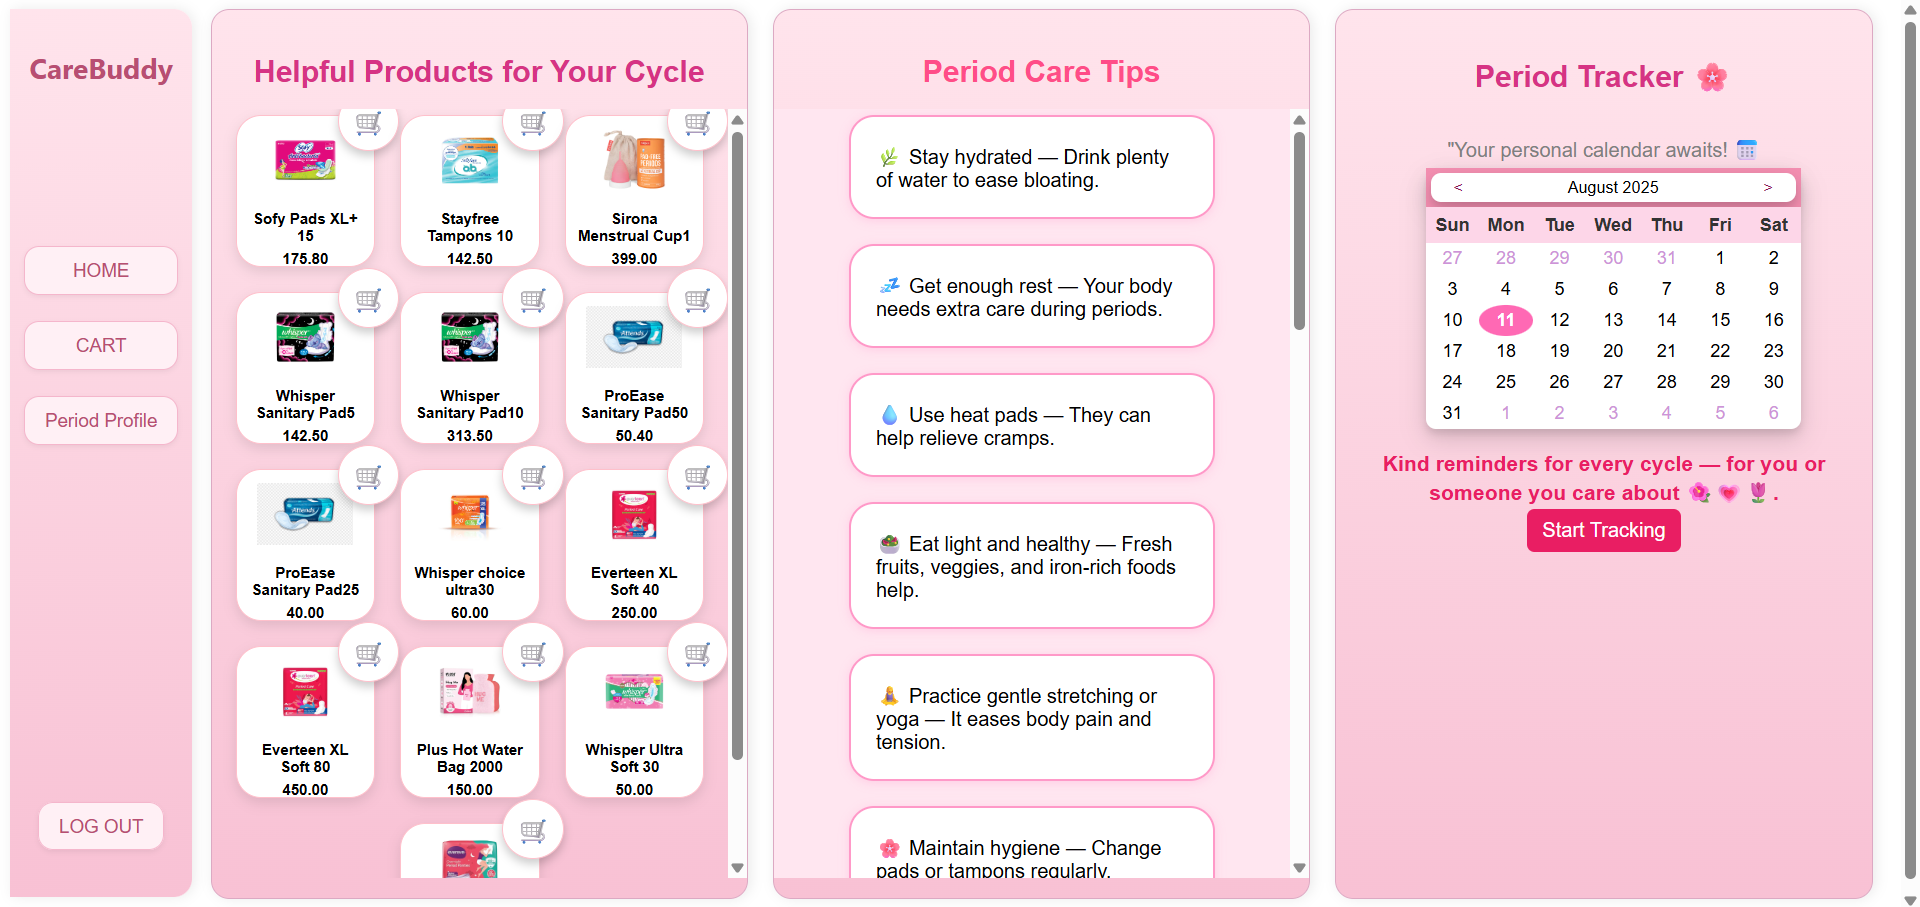 CareBuddy
HOME
CART
Period Profile
LOG OUT
Helpful Products for Your Cycle
Sofy Pads XL+
15
175.80
Stayfree
Tampons 10
142.50
Sirona
Menstrual Cup1
399.00
Whisper
Sanitary Pad5
142.50
Whisper
Sanitary Pad10
313.50
ProEase
Sanitary Pad50
50.40
ProEase
Sanitary Pad25
40.00
Whisper choice
ultra30
60.00
Everteen XL
Soft 40
250.00
Everteen XL
Soft 80
450.00
Plus Hot Water
Bag 2000
150.00
Whisper Ultra
Soft 30
50.00
Period Care Tips
🌿 Stay hydrated — Drink plenty
of water to ease bloating.
💤 Get enough rest — Your body
needs extra care during periods.
💧 Use heat pads — They can
help relieve cramps.
🥗 Eat light and healthy — Fresh
fruits, veggies, and iron-rich foods
help.
🧘‍♀️ Practice gentle stretching or
yoga — It eases body pain and
tension.
🌸 Maintain hygiene — Change
pads or tampons regularly.
Period Tracker 🌸
"Your personal calendar awaits! 📅
< August 2025 >
Sun Mon Tue Wed Thu Fri Sat
27 28 29 30 31 1 2
3 4 5 6 7 8 9
10 11 12 13 14 15 16
17 18 19 20 21 22 23
24 25 26 27 28 29 30
31 1 2 3 4 5 6
Kind reminders for every cycle — for you or
someone you care about 🌺 💗 🌷 .
Start Tracking